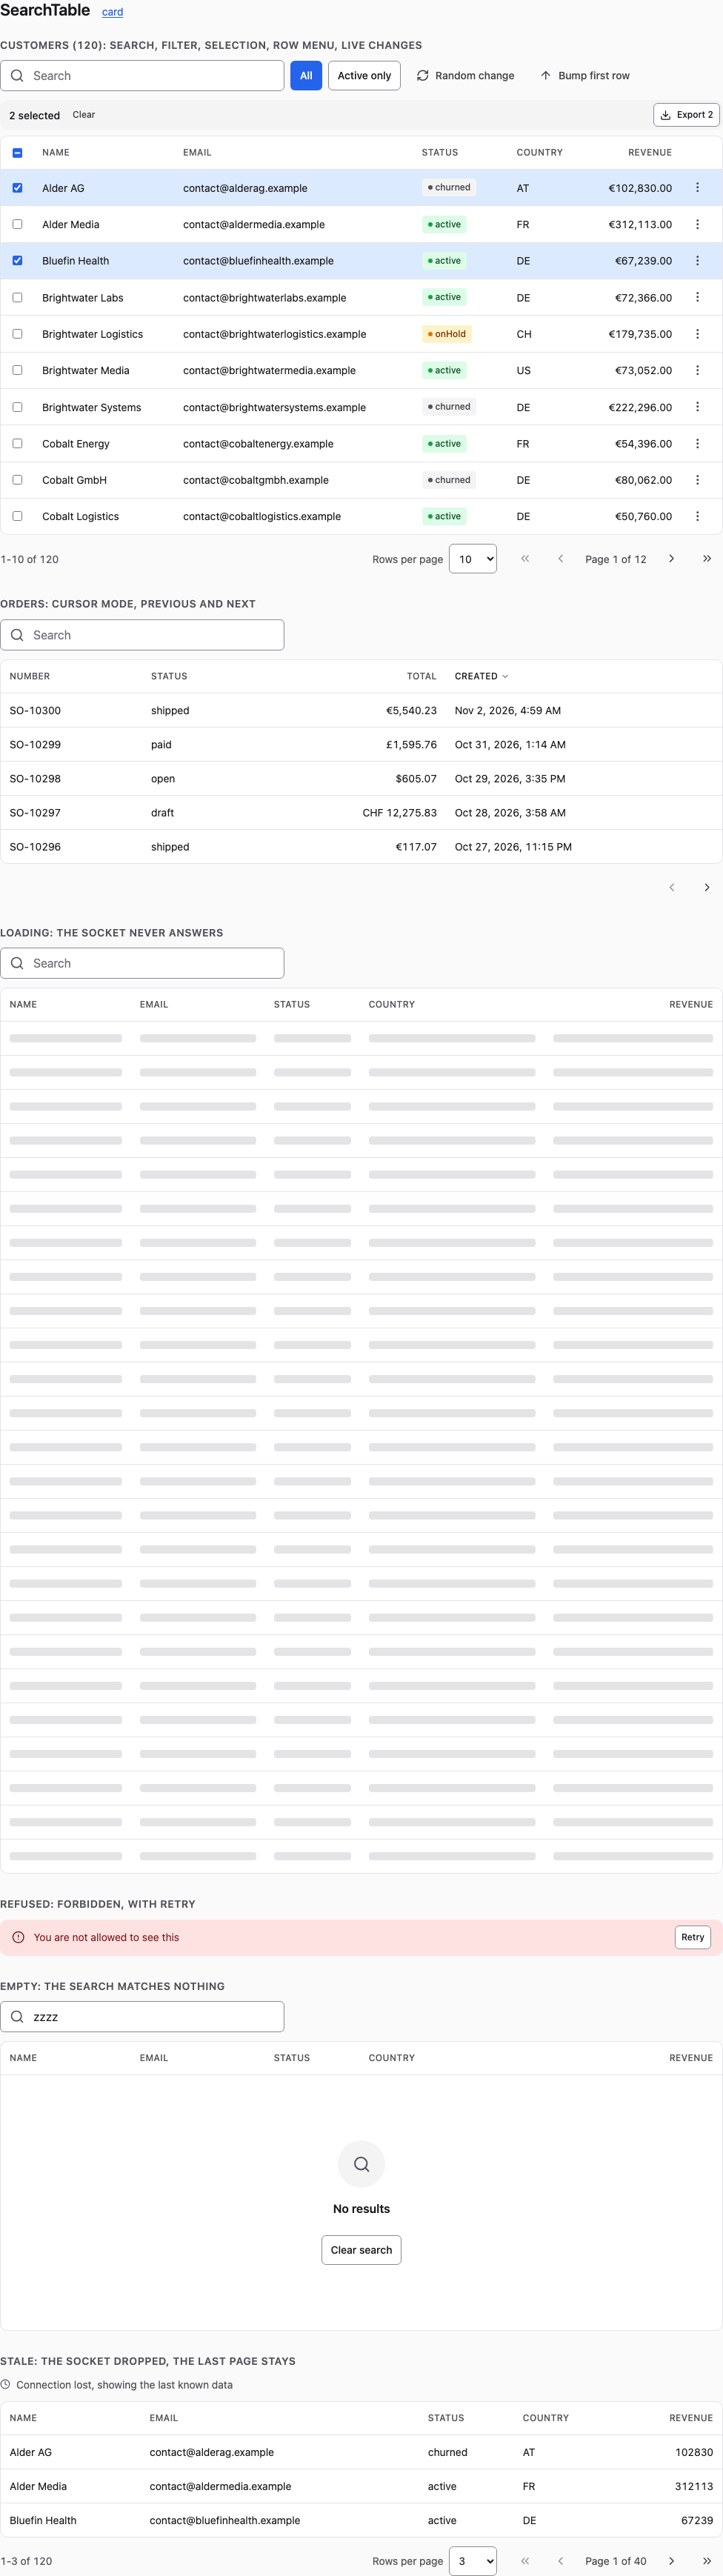 SearchTable card
CUSTOMERS (120): SEARCH, FILTER, SELECTION, ROW MENU, LIVE CHANGES
Search All Active only Random change Bump first row
2 selected Clear Export 2
NAME EMAIL STATUS COUNTRY REVENUE
Alder AG contact@alderag.example churned AT €102,830.00
Alder Media contact@aldermedia.example active FR €312,113.00
Bluefin Health contact@bluefinhealth.example active DE €67,239.00
Brightwater Labs contact@brightwaterlabs.example active DE €72,366.00
Brightwater Logistics contact@brightwaterlogistics.example onHold CH €179,735.00
Brightwater Media contact@brightwatermedia.example active US €73,052.00
Brightwater Systems contact@brightwatersystems.example churned DE €222,296.00
Cobalt Energy contact@cobaltenergy.example active FR €54,396.00
Cobalt GmbH contact@cobaltgmbh.example churned DE €80,062.00
Cobalt Logistics contact@cobaltlogistics.example active DE €50,760.00
1-10 of 120 Rows per page 10 Page 1 of 12
ORDERS: CURSOR MODE, PREVIOUS AND NEXT
Search
NUMBER STATUS TOTAL CREATED
SO-10300 shipped €5,540.23 Nov 2, 2026, 4:59 AM
SO-10299 paid £1,595.76 Oct 31, 2026, 1:14 AM
SO-10298 open $605.07 Oct 29, 2026, 3:35 PM
SO-10297 draft CHF 12,275.83 Oct 28, 2026, 3:58 AM
SO-10296 shipped €117.07 Oct 27, 2026, 11:15 PM
LOADING: THE SOCKET NEVER ANSWERS
Search
NAME EMAIL STATUS COUNTRY REVENUE
REFUSED: FORBIDDEN, WITH RETRY
You are not allowed to see this Retry
EMPTY: THE SEARCH MATCHES NOTHING
zzzz
NAME EMAIL STATUS COUNTRY REVENUE
No results
Clear search
STALE: THE SOCKET DROPPED, THE LAST PAGE STAYS
Connection lost, showing the last known data
NAME EMAIL STATUS COUNTRY REVENUE
Alder AG contact@alderag.example churned AT 102830
Alder Media contact@aldermedia.example active FR 312113
Bluefin Health contact@bluefinhealth.example active DE 67239
1-3 of 120 Rows per page 3 Page 1 of 40